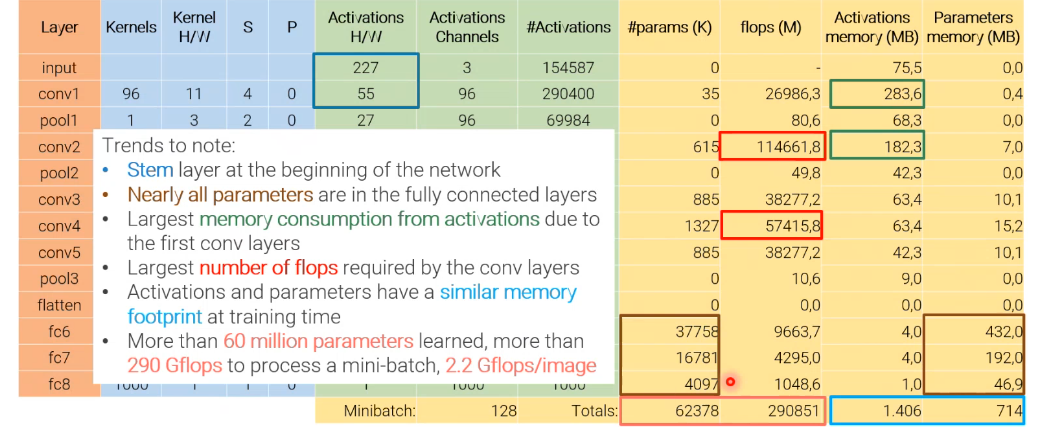 Layer Kernels Kernel H/W S P Activations H/W Activations Channels #Activations #params (K) flops (M) Activations memory (MB) Parameters memory (MB)
input 227 3 154587 0 - 75,5 0,0
conv1 96 11 4 0 55 96 290400 35 26986,3 283,6 0,4
pool1 1 3 2 0 27 96 69984 0 80,6 68,3 0,0
conv2 615 114661,8 182,3 7,0
pool2 0 49,8 42,3 0,0
conv3 885 38277,2 63,4 10,1
conv4 1327 57415,8 63,4 15,2
conv5 885 38277,2 42,3 10,1
pool3 0 10,6 9,0 0,0
flatten 0 0,0 0,0 0,0
fc6 37758 9663,7 4,0 432,0
fc7 16781 4295,0 4,0 192,0
fc8 1000 1 1 0 1 1000 1000 4097 1048,6 1,0 46,9
Minibatch: 128 Totals: 62378 290851 1.406 714
Trends to note:
• Stem layer at the beginning of the network
• Nearly all parameters are in the fully connected layers
• Largest memory consumption from activations due to
the first conv layers
• Largest number of flops required by the conv layers
• Activations and parameters have a similar memory
footprint at training time
• More than 60 million parameters learned, more than
290 Gflops to process a mini-batch, 2.2 Gflops/image